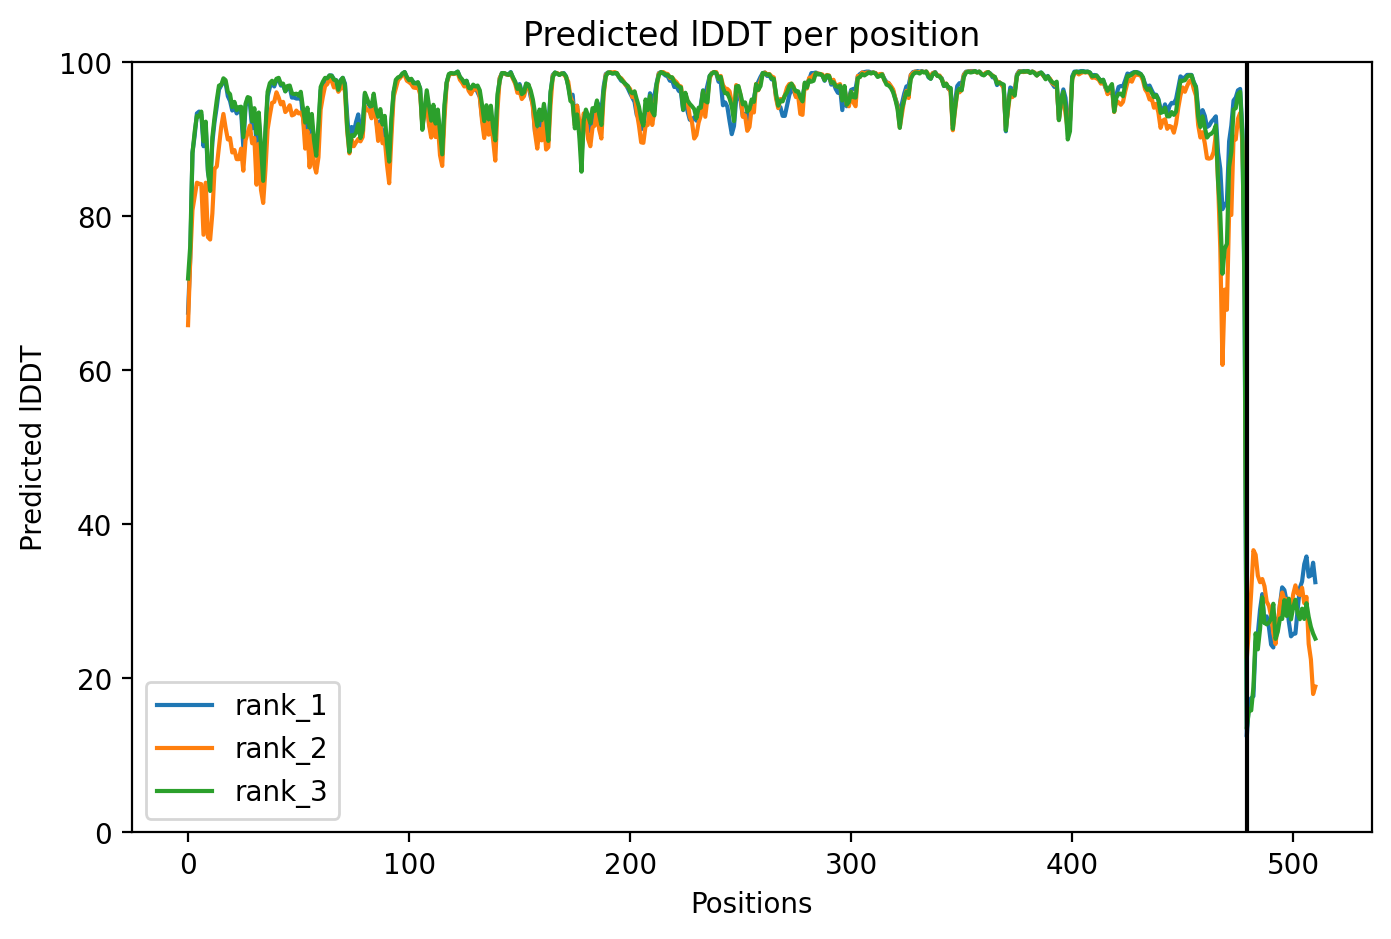 Predicted lDDT per position
Predicted lDDT
100
80
60
40
20
0
rank_1
rank_2
rank_3
0 100 200 300 400 500
Positions